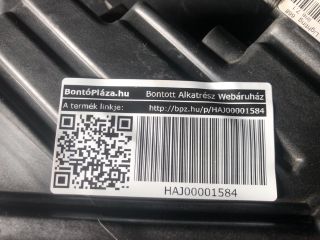 BontóPláza.hu Bontott Alkatrész Webáruház
A termék linkje: http://bpz.hu/p/HAJ00001584
HAJ00001584